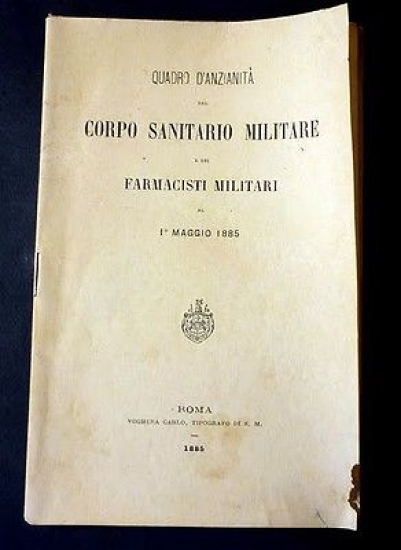 QUADRO D'ANZIANITÀ
DEL
CORPO SANITARIO MILITARE
E DEI
FARMACISTI MILITARI
AL
1° MAGGIO 1885
ROMA
VOGHERA CARLO, TIPOGRAFO DI S. M.
1885